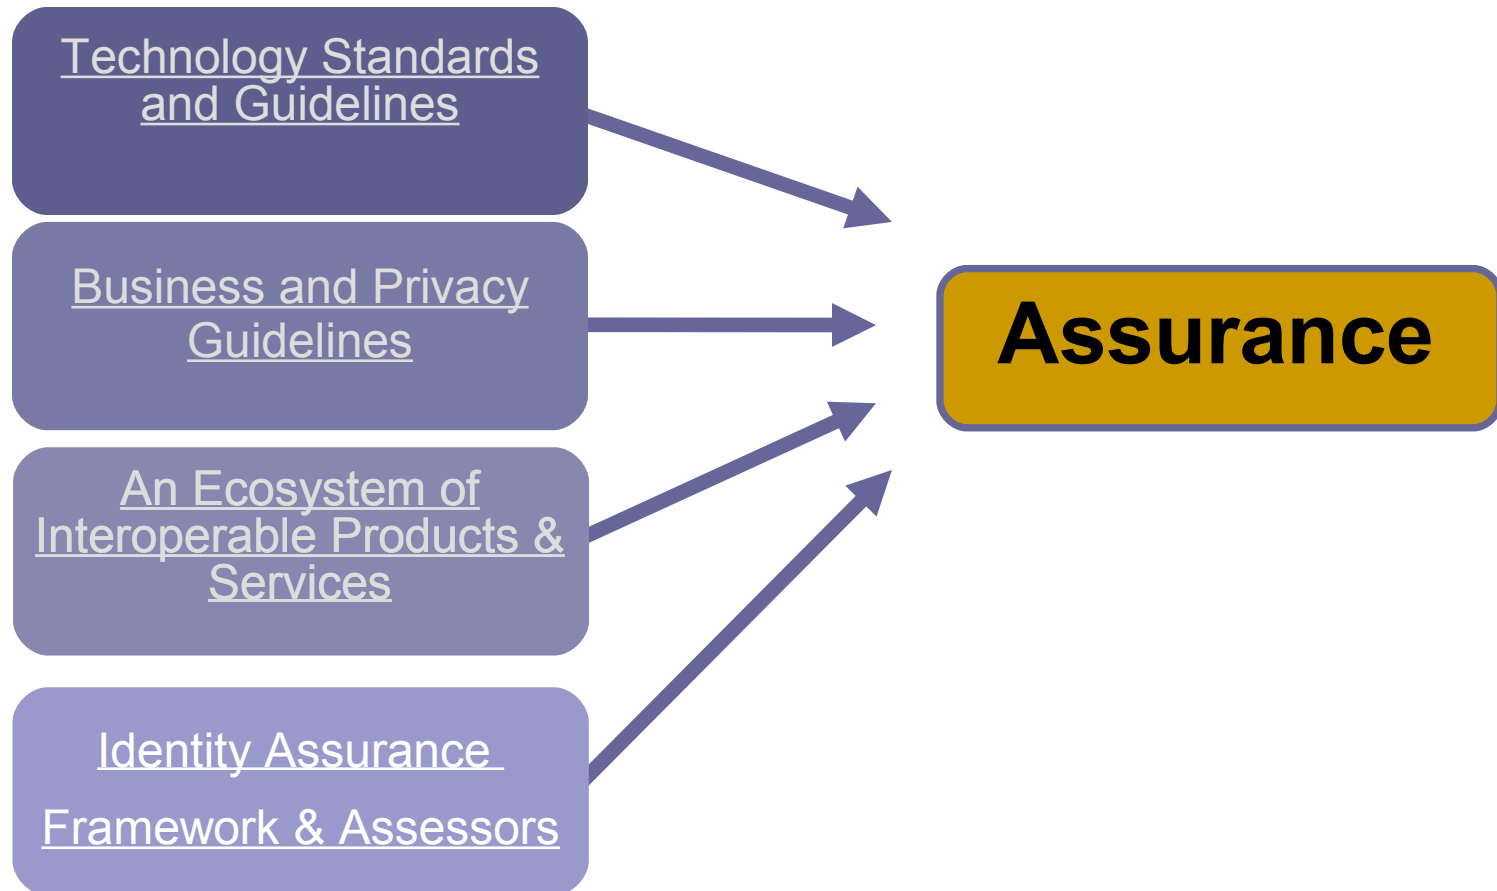 Technology Standards
and Guidelines
Business and Privacy
Guidelines
An Ecosystem of
Interoperable Products &
Services
Identity Assurance
Framework & Assessors
Assurance